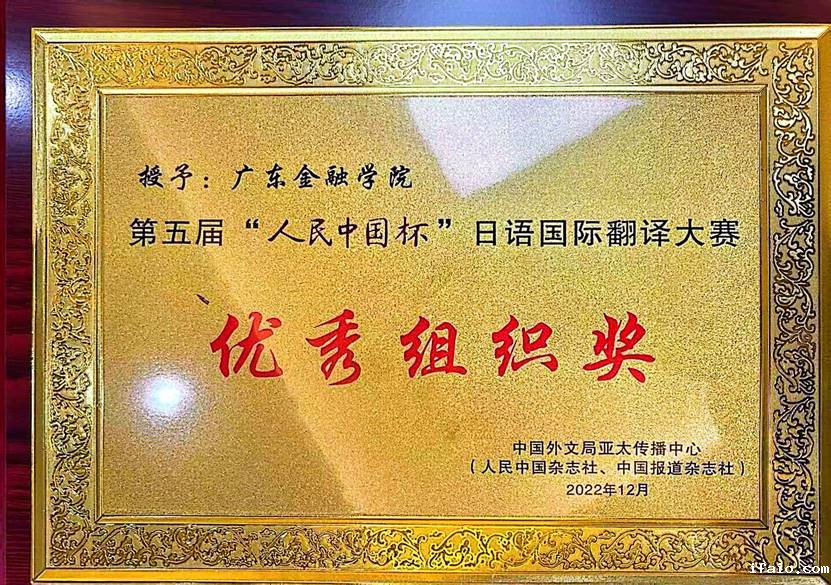 授予：广东金融学院
第五届“人民中国杯”日语国际翻译大赛
优秀组织奖
中国外文局亚太传播中心
（人民中国杂志社、中国报道杂志社）
2022年12月
ffaio.com